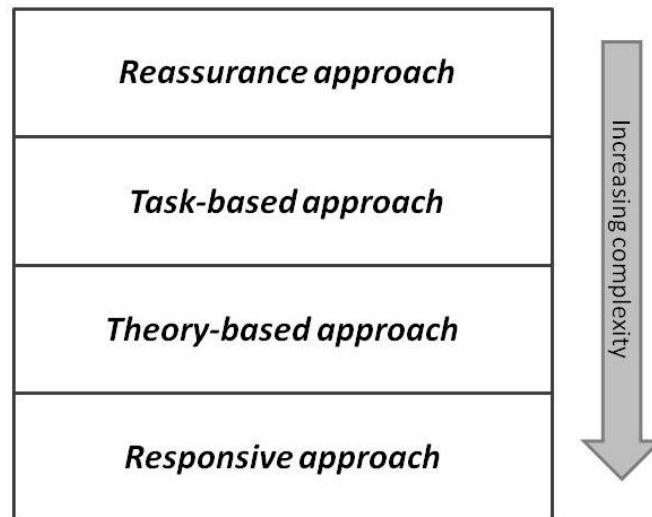 Reassurance approach
Task-based approach
Theory-based approach
Responsive approach
Increasing complexity